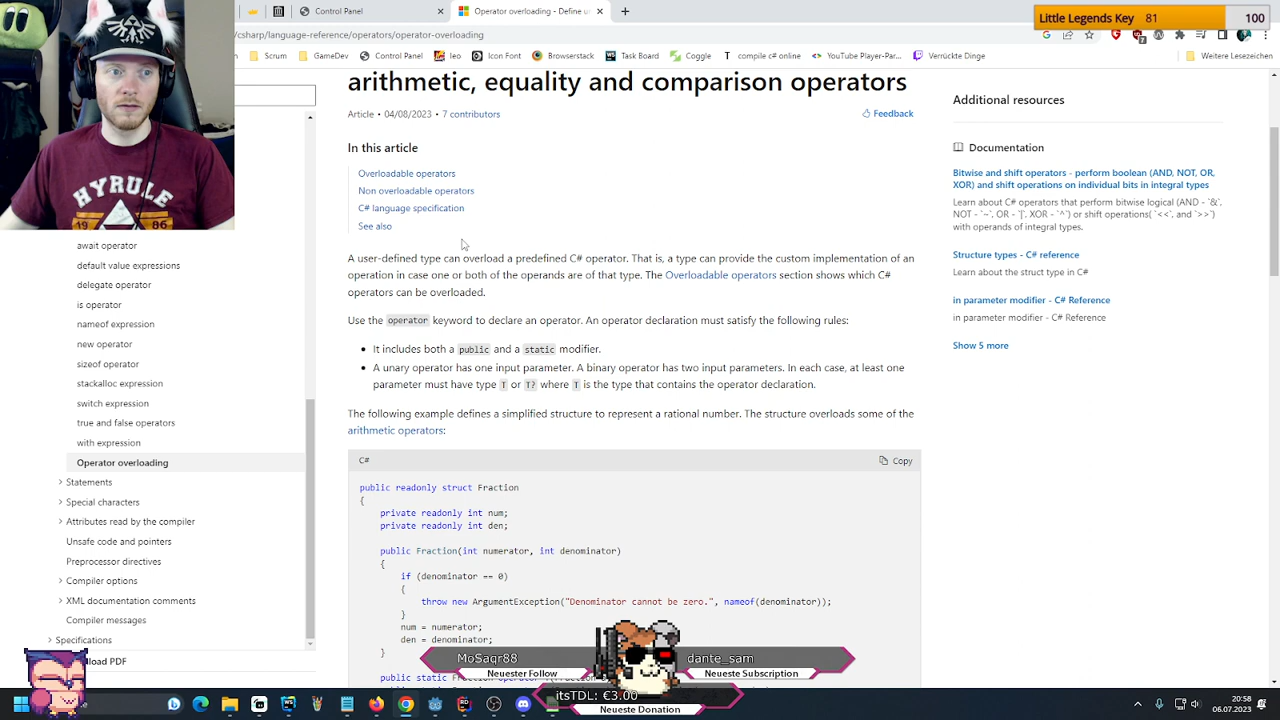 Control Panel
Operator overloading - Define u
Little Legends Key 81 100
/csharp/language-reference/operators/operator-overloading
Scrum
GameDev
Control Panel
leo
Icon Font
Browserstack
Task Board
Coggle
compile c# online
YouTube Player-Par...
Verrückte Dinge
Weitere Lesezeichen
HYRULE
19 86
await operator
default value expressions
delegate operator
is operator
nameof expression
new operator
sizeof operator
stackalloc expression
switch expression
true and false operators
with expression
Operator overloading
Statements
Special characters
Attributes read by the compiler
Unsafe code and pointers
Preprocessor directives
Compiler options
XML documentation comments
Compiler messages
Specifications
load PDF
arithmetic, equality and comparison operators
Article • 04/08/2023 • 7 contributors
Feedback
In this article
Overloadable operators
Non overloadable operators
C# language specification
See also
A user-defined type can overload a predefined C# operator. That is, a type can provide the custom implementation of an
operation in case one or both of the operands are of that type. The Overloadable operators section shows which C#
operators can be overloaded.
Use the operator keyword to declare an operator. An operator declaration must satisfy the following rules:
• It includes both a public and a static modifier.
• A unary operator has one input parameter. A binary operator has two input parameters. In each case, at least one
parameter must have type T or T? where T is the type that contains the operator declaration.
The following example defines a simplified structure to represent a rational number. The structure overloads some of the
arithmetic operators:
C#
Copy
public readonly struct Fraction
{
private readonly int num;
private readonly int den;
public Fraction(int numerator, int denominator)
{
if (denominator == 0)
{
throw new ArgumentException("Denominator cannot be zero.", nameof(denominator));
}
num = numerator;
den = denominator;
}
public static
Additional resources
Documentation
Bitwise and shift operators - perform boolean (AND, NOT, OR,
XOR) and shift operations on individual bits in integral types
Learn about C# operators that perform bitwise logical (AND - `&`,
NOT - `~`, OR - `|`, XOR - `^`) or shift operations( `<<`, and `>>`)
with operands of integral types.
Structure types - C# reference
Learn about the struct type in C#
in parameter modifier - C# Reference
in parameter modifier - C# Reference
Show 5 more
MoSaqr88
Neuester Follow
dante_sam
Neueste Subscription
itsTDL: €3.00
Neueste Donation
20:58
06.07.2023